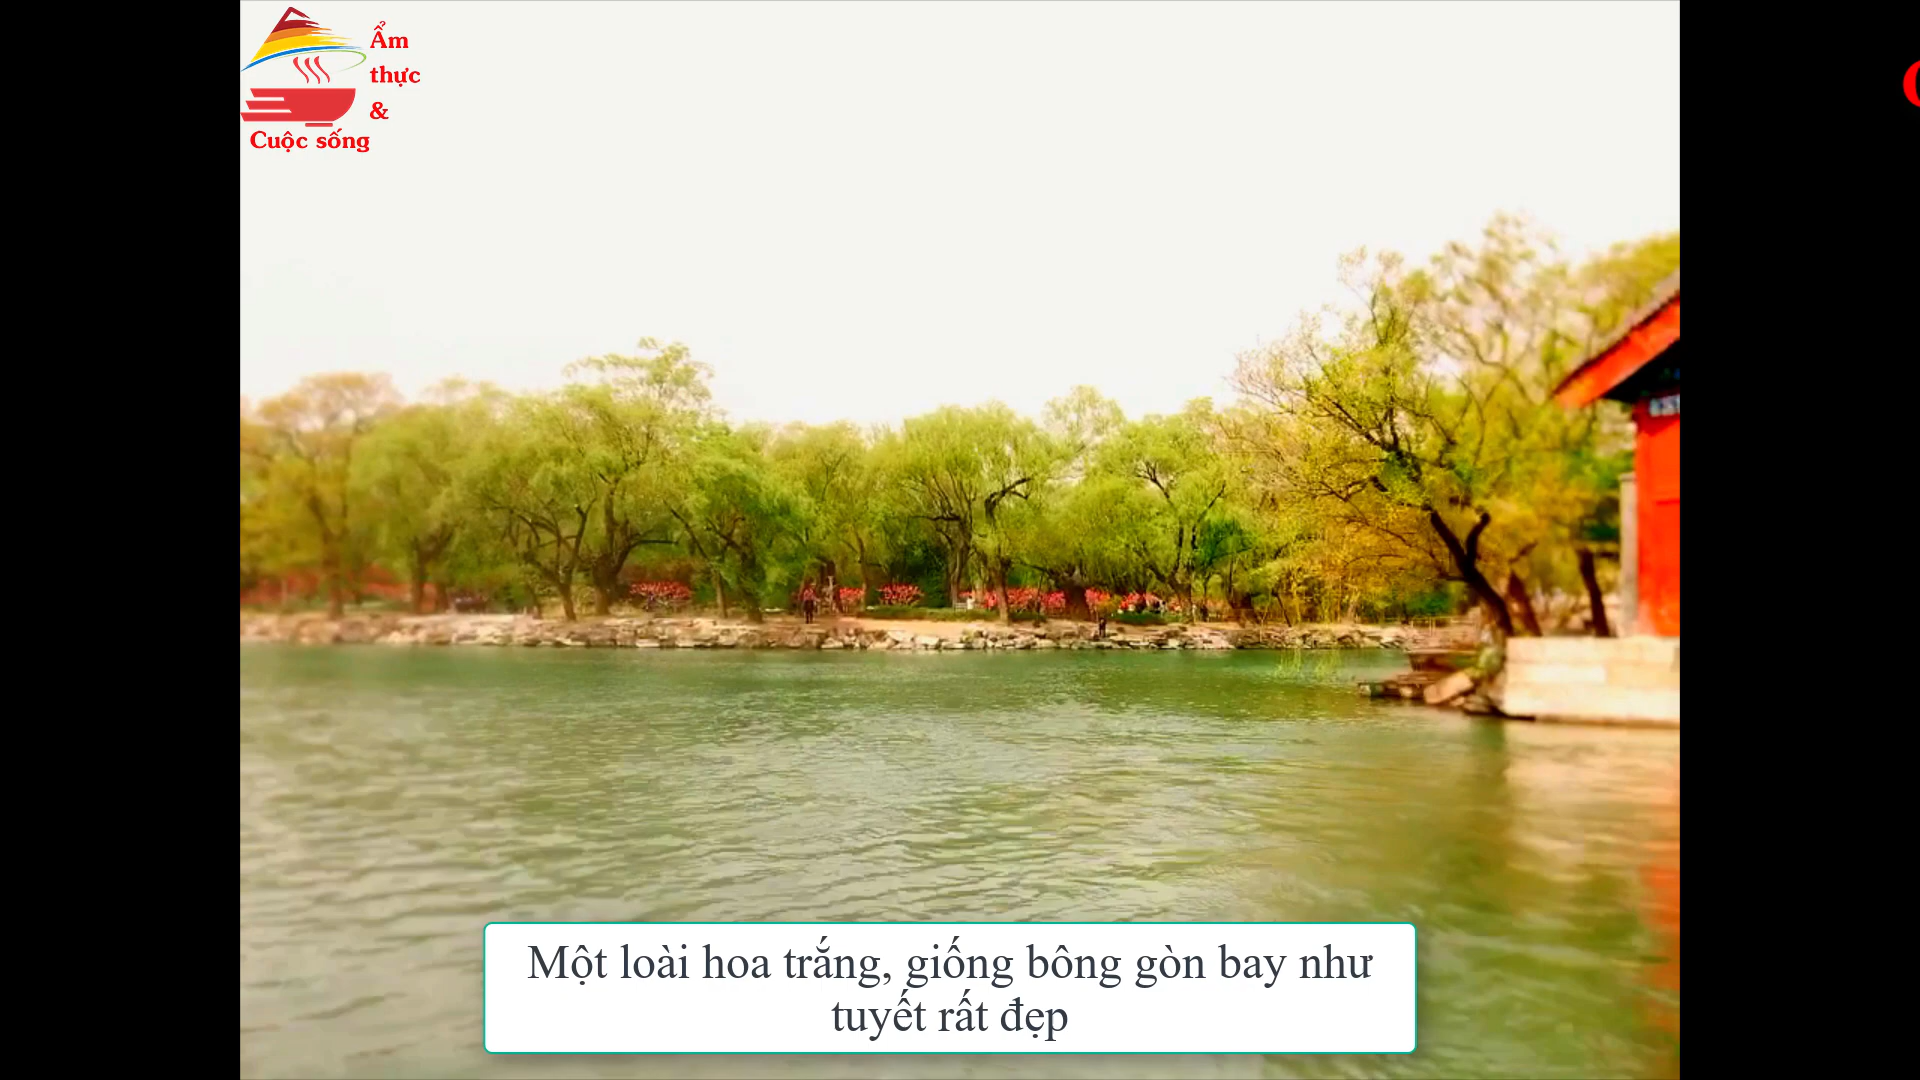 Ẩm
thực
&
Cuộc sống
Một loài hoa trắng, giống bông gòn bay như
tuyết rất đẹp